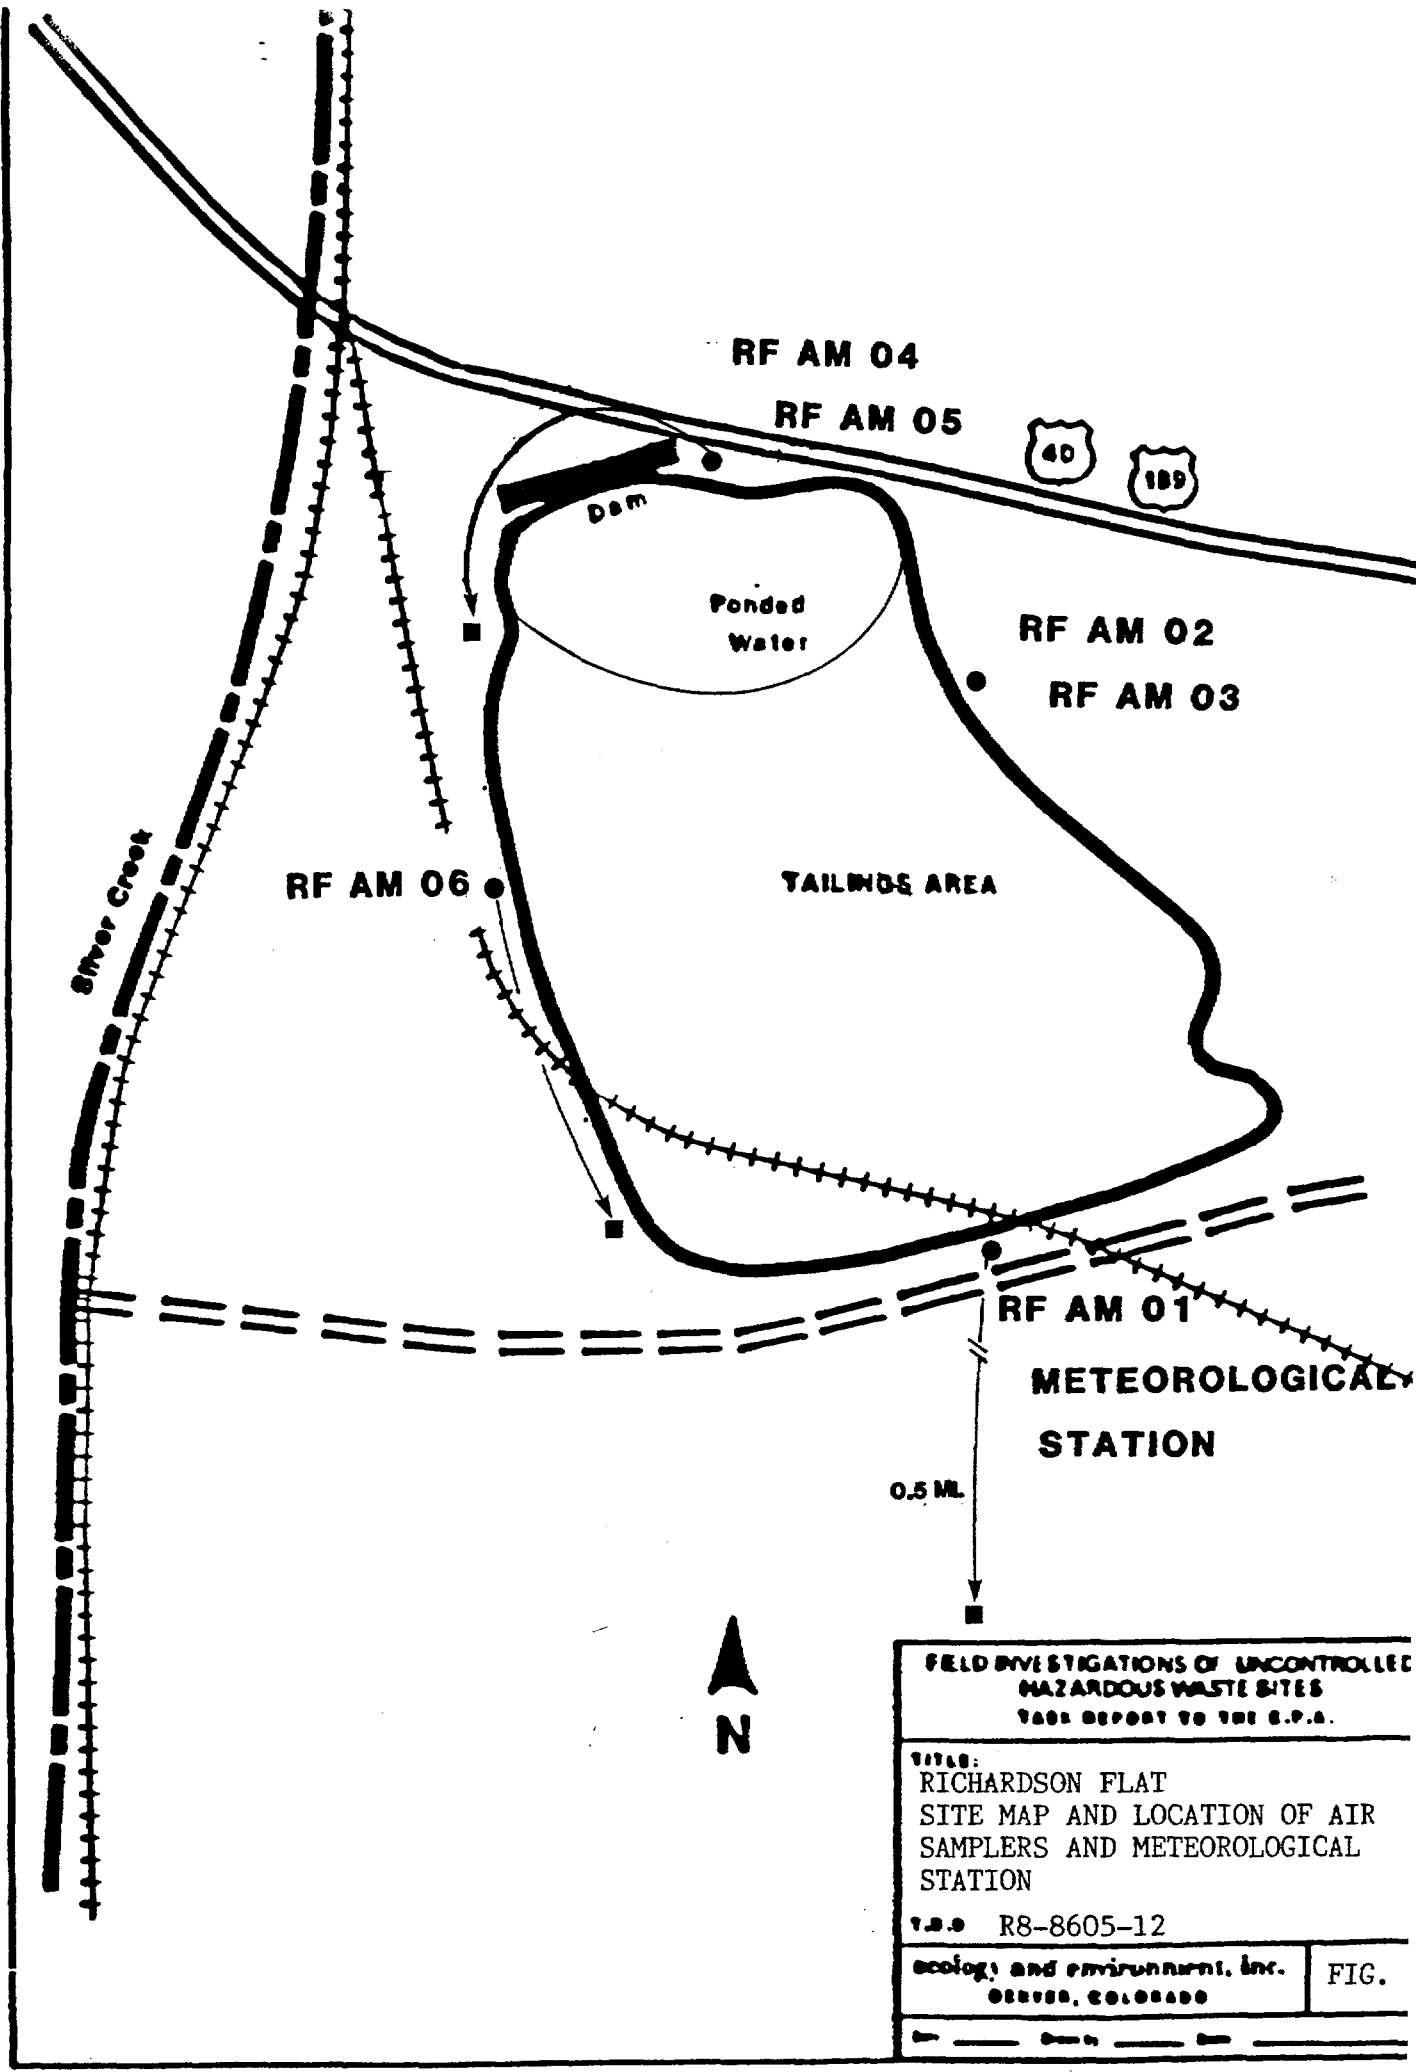 RF AM 04
RF AM 05
40
189
Dam
Ponded
Water
RF AM 02
RF AM 03
Silver Creek
RF AM 06
TAILINGS AREA
RF AM 01
METEOROLOGICAL
STATION
0.5 MI.
N
FIELD INVESTIGATIONS OF UNCONTROLLED
HAZARDOUS WASTE SITES
TASK REPORT TO THE E.P.A.
TITLE:
RICHARDSON FLAT
SITE MAP AND LOCATION OF AIR
SAMPLERS AND METEOROLOGICAL
STATION
T.D.D R8-8605-12
ecology and environment, inc.
DENVER, COLORADO
FIG.